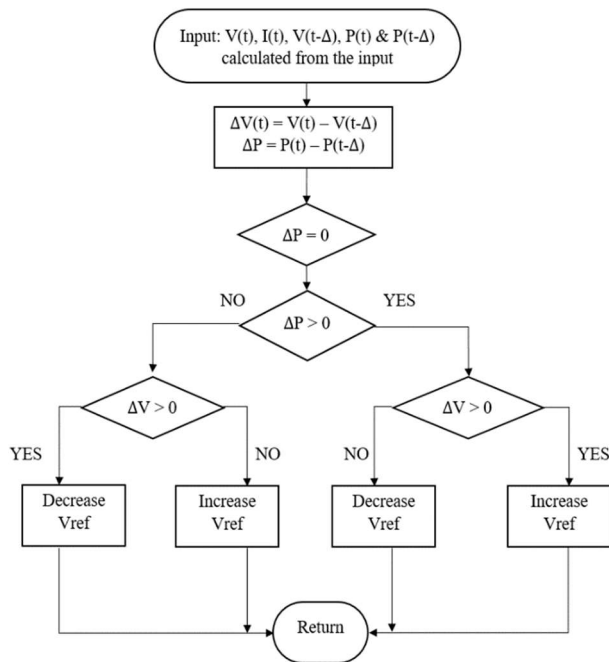 Input: V(t), I(t), V(t-Δ), P(t) & P(t-Δ)
calculated from the input
ΔV(t) = V(t) – V(t-Δ)
ΔP = P(t) – P(t-Δ)
ΔP = 0
NO
YES
ΔP > 0
ΔV > 0
ΔV > 0
YES
NO
NO
YES
Decrease
Vref
Increase
Vref
Decrease
Vref
Increase
Vref
Return